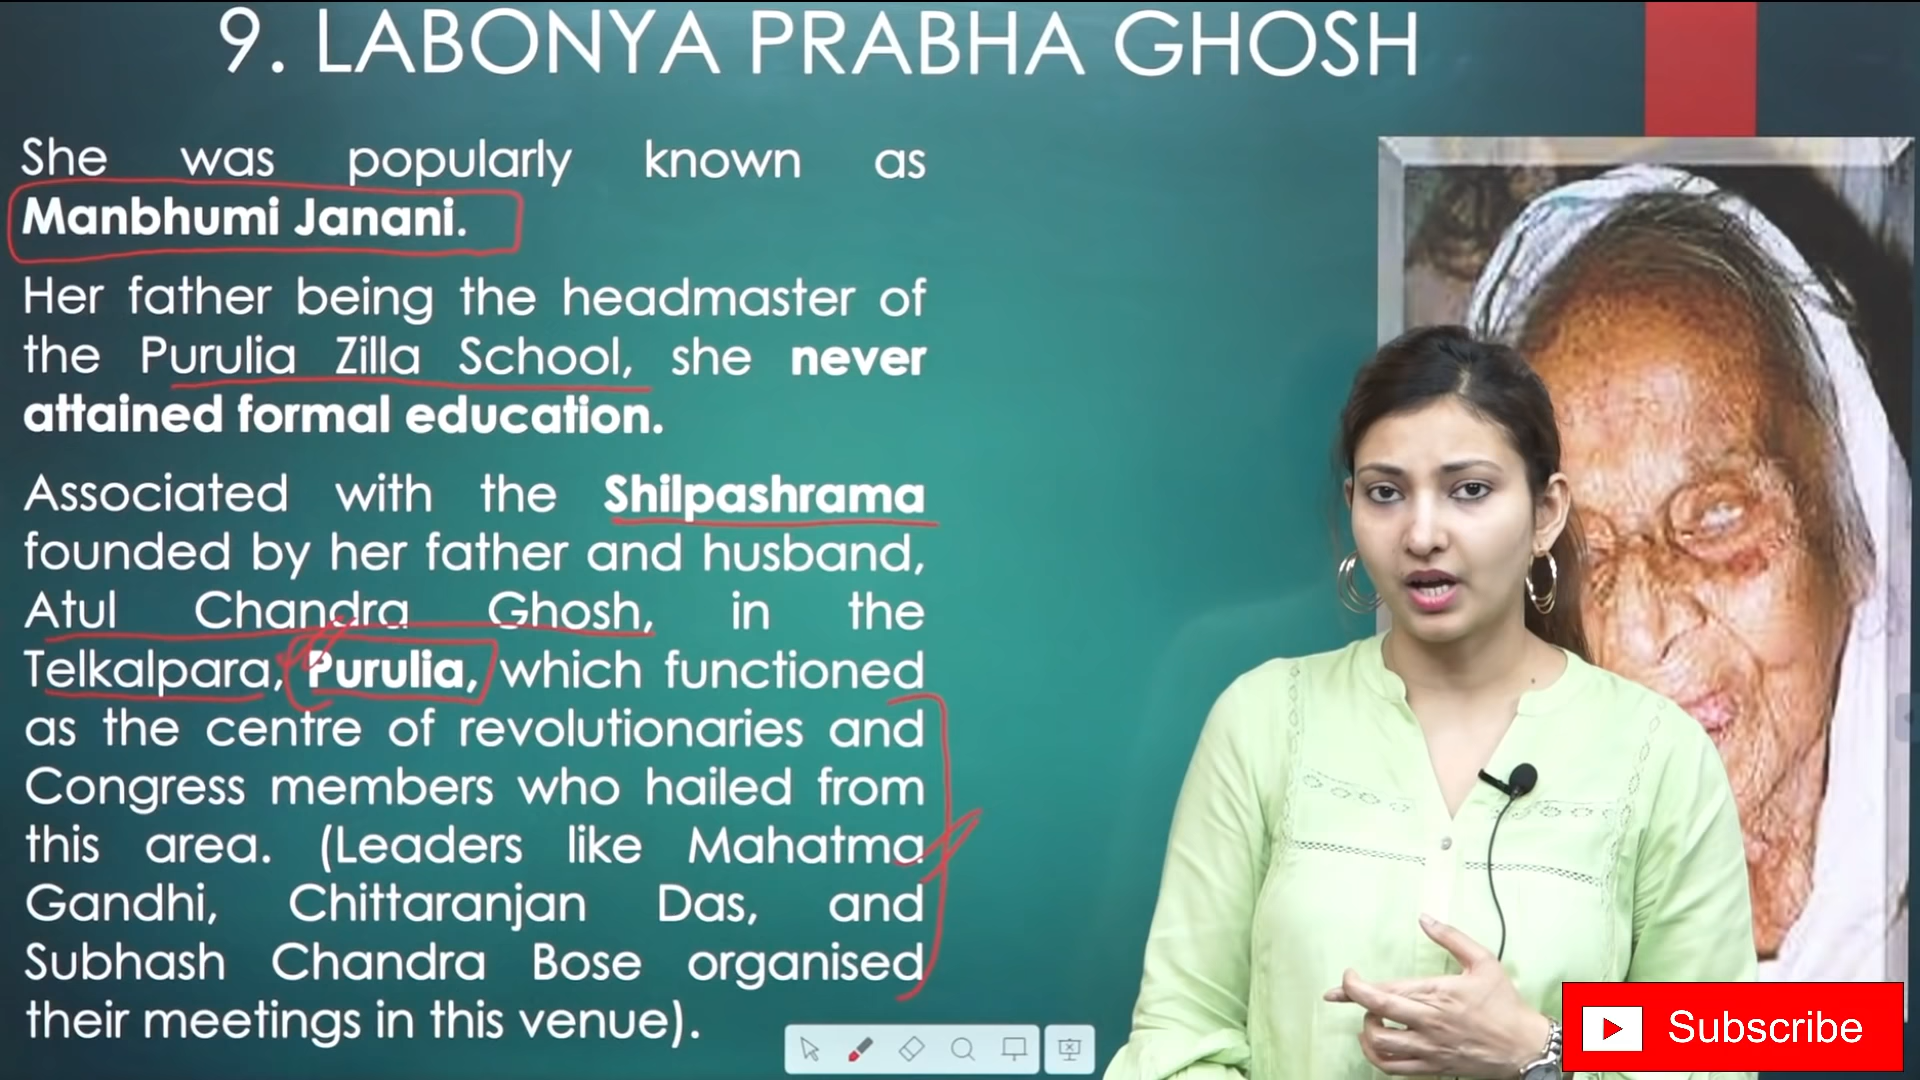 9. LABONYA PRABHA GHOSH
She was popularly known as
Manbhumi Janani.
Her father being the headmaster of
the Purulia Zilla School, she never
attained formal education.
Associated with the Shilpashrama
founded by her father and husband,
Atul Chandra Ghosh, in the
Telkalpara, Purulia, which functioned
as the centre of revolutionaries and
Congress members who hailed from
this area. (Leaders like Mahatma
Gandhi, Chittaranjan Das, and
Subhash Chandra Bose organised
their meetings in this venue).
Subscribe